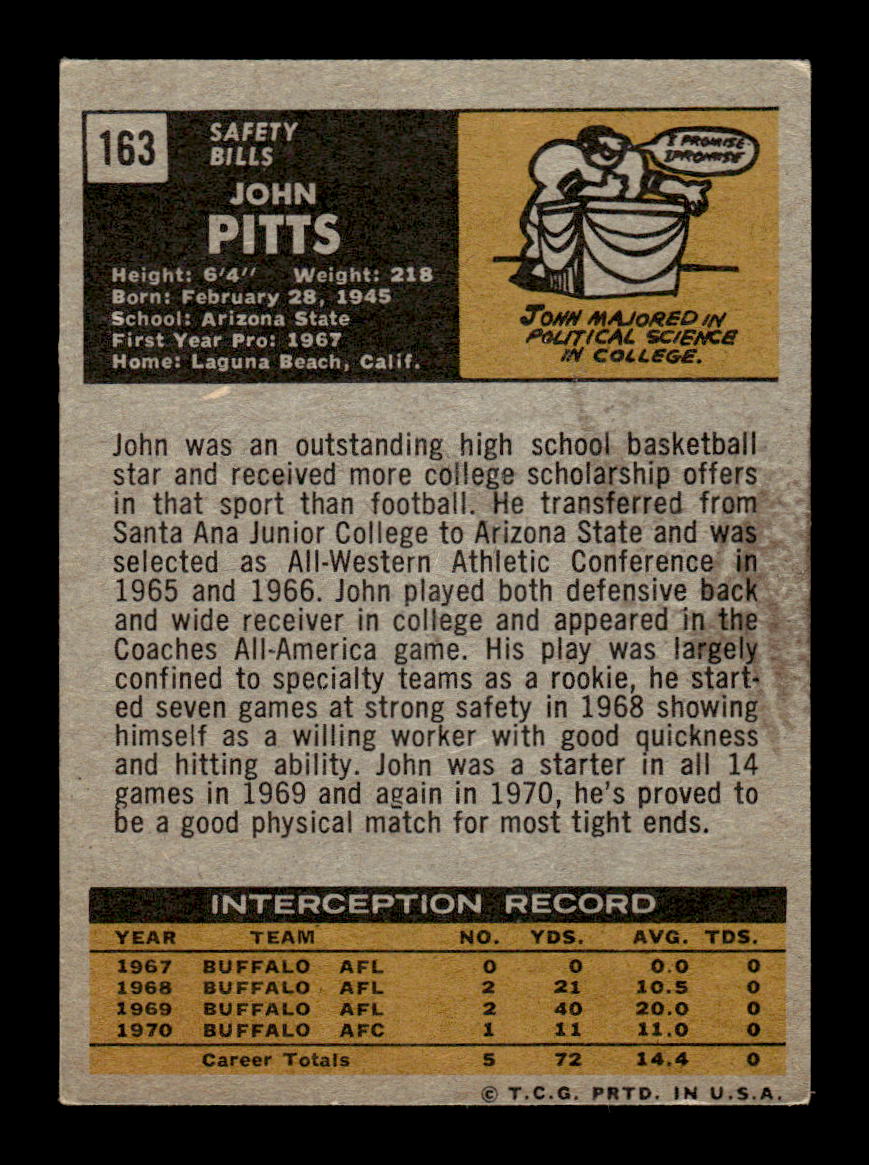 163
SAFETY
BILLS
JOHN
PITTS
Height: 6'4" Weight: 218
Born: February 28, 1945
School: Arizona State
First Year Pro: 1967
Home: Laguna Beach, Calif.
I PROMISE
IPROMISE
JOHN MAJORED IN
POLITICAL SCIENCE
IN COLLEGE.
John was an outstanding high school basketball
star and received more college scholarship offers
in that sport than football. He transferred from
Santa Ana Junior College to Arizona State and was
selected as All-Western Athletic Conference in
1965 and 1966. John played both defensive back
and wide receiver in college and appeared in the
Coaches All-America game. His play was largely
confined to specialty teams as a rookie, he start-
ed seven games at strong safety in 1968 showing
himself as a willing worker with good quickness
and hitting ability. John was a starter in all 14
games in 1969 and again in 1970, he's proved to
be a good physical match for most tight ends.
INTERCEPTION RECORD
YEAR TEAM NO. YDS. AVG. TDS.
1967 BUFFALO AFL 0 0 0.0 0
1968 BUFFALO AFL 2 21 10.5 0
1969 BUFFALO AFL 2 40 20.0 0
1970 BUFFALO AFC 1 11 11.0 0
Career Totals 5 72 14.4 0
© T.C.G. PRTD. IN U.S.A.